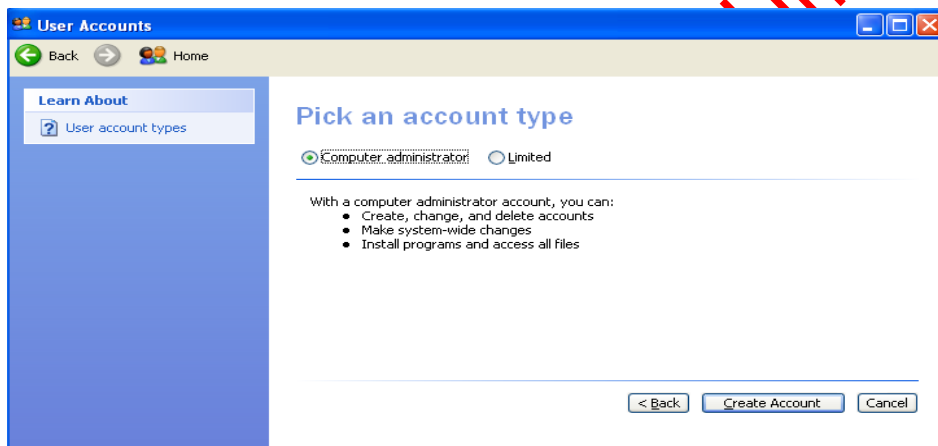 User Accounts
Back Home
Learn About
User account types
Pick an account type
Computer administrator Limited
With a computer administrator account, you can:
• Create, change, and delete accounts
• Make system-wide changes
• Install programs and access all files
< Back Create Account Cancel